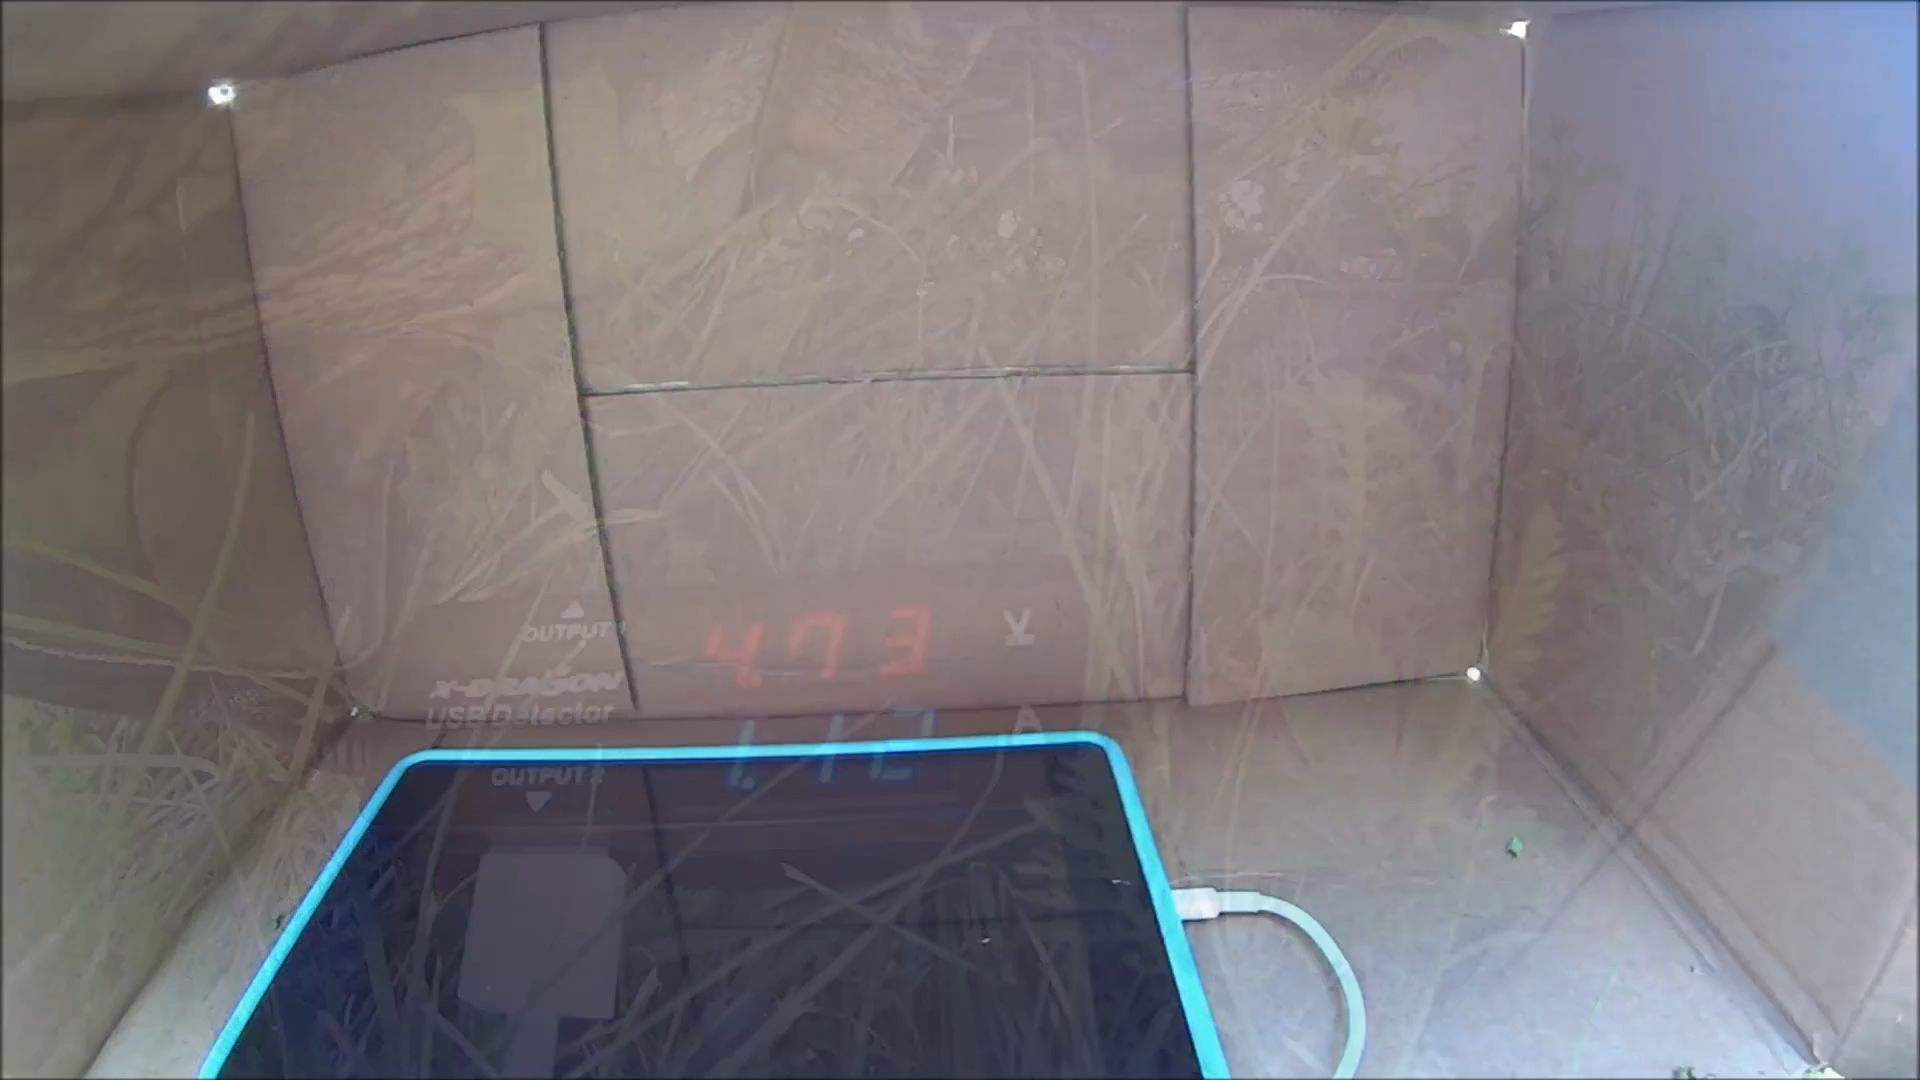 OUTPUT 1
4.73 V
X-DRAGON
USB Detector
1.12 A
OUTPUT 2